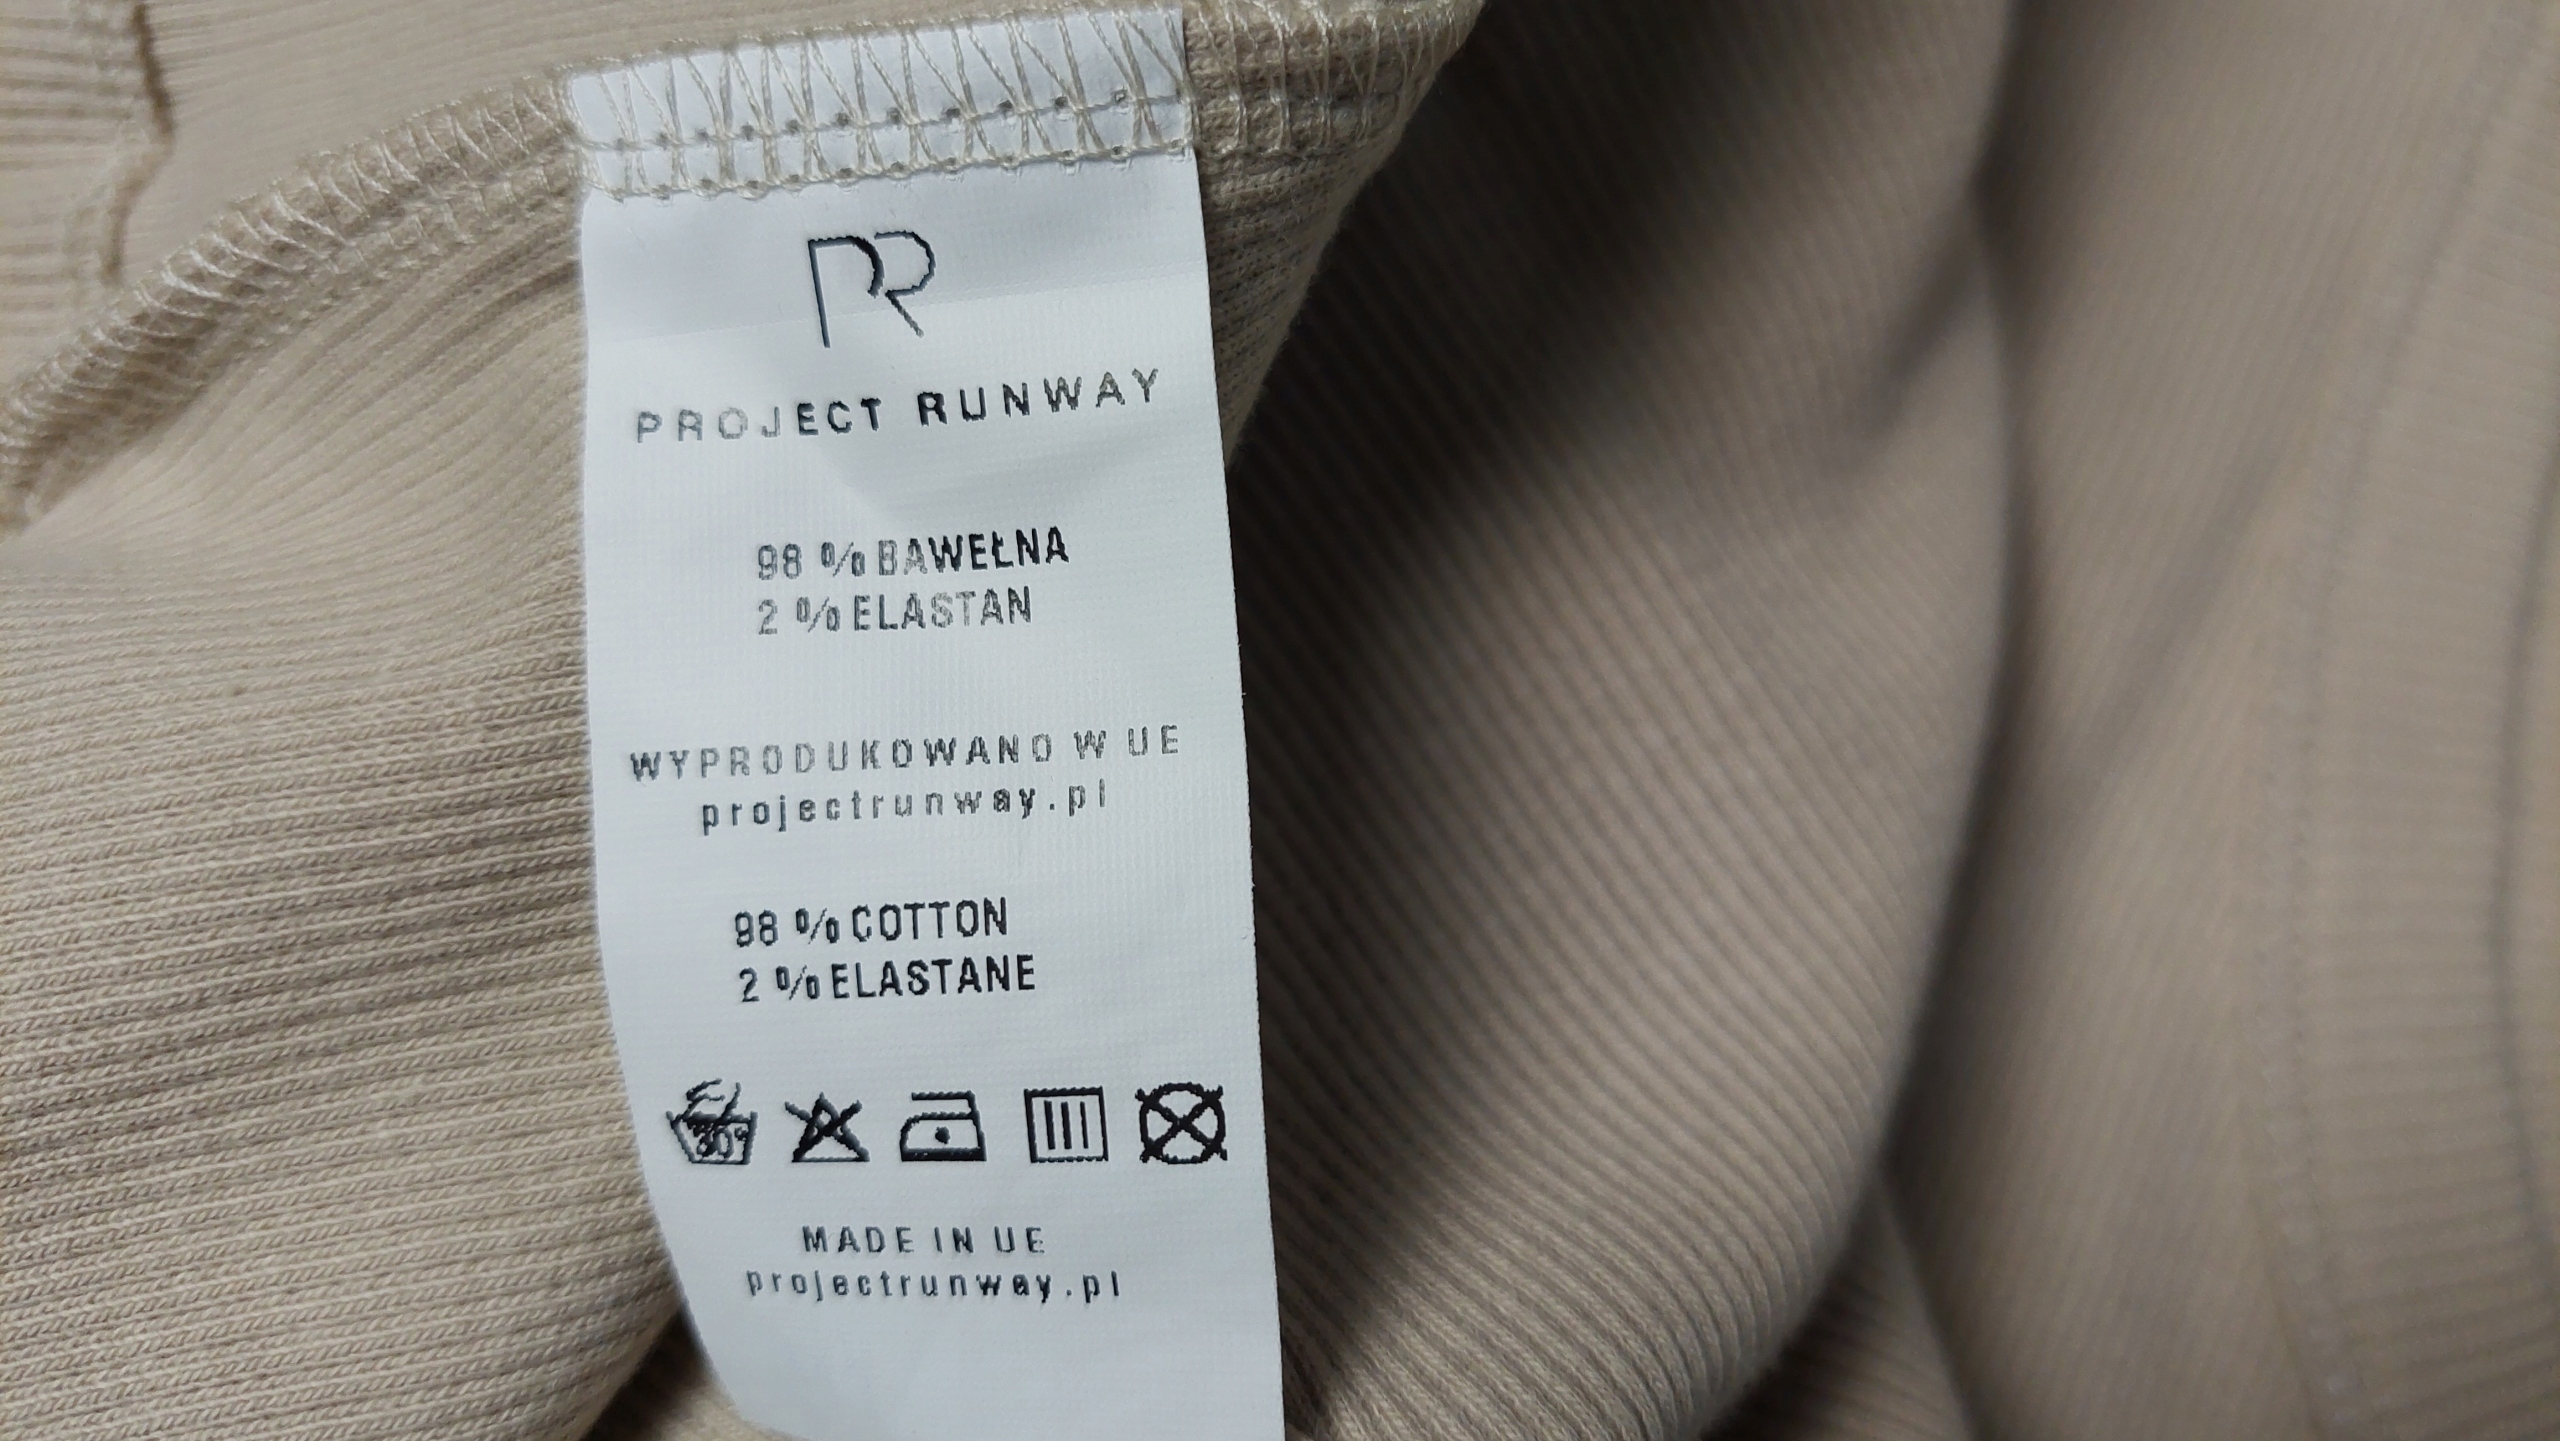 PR
PROJECT RUNWAY
98 % BAWEŁNA
2 % ELASTAN
WYPRODUKOWANO W UE
projectrunway.pl
98 % COTTON
2 % ELASTANE
30°
MADE IN UE
projectrunway.pl